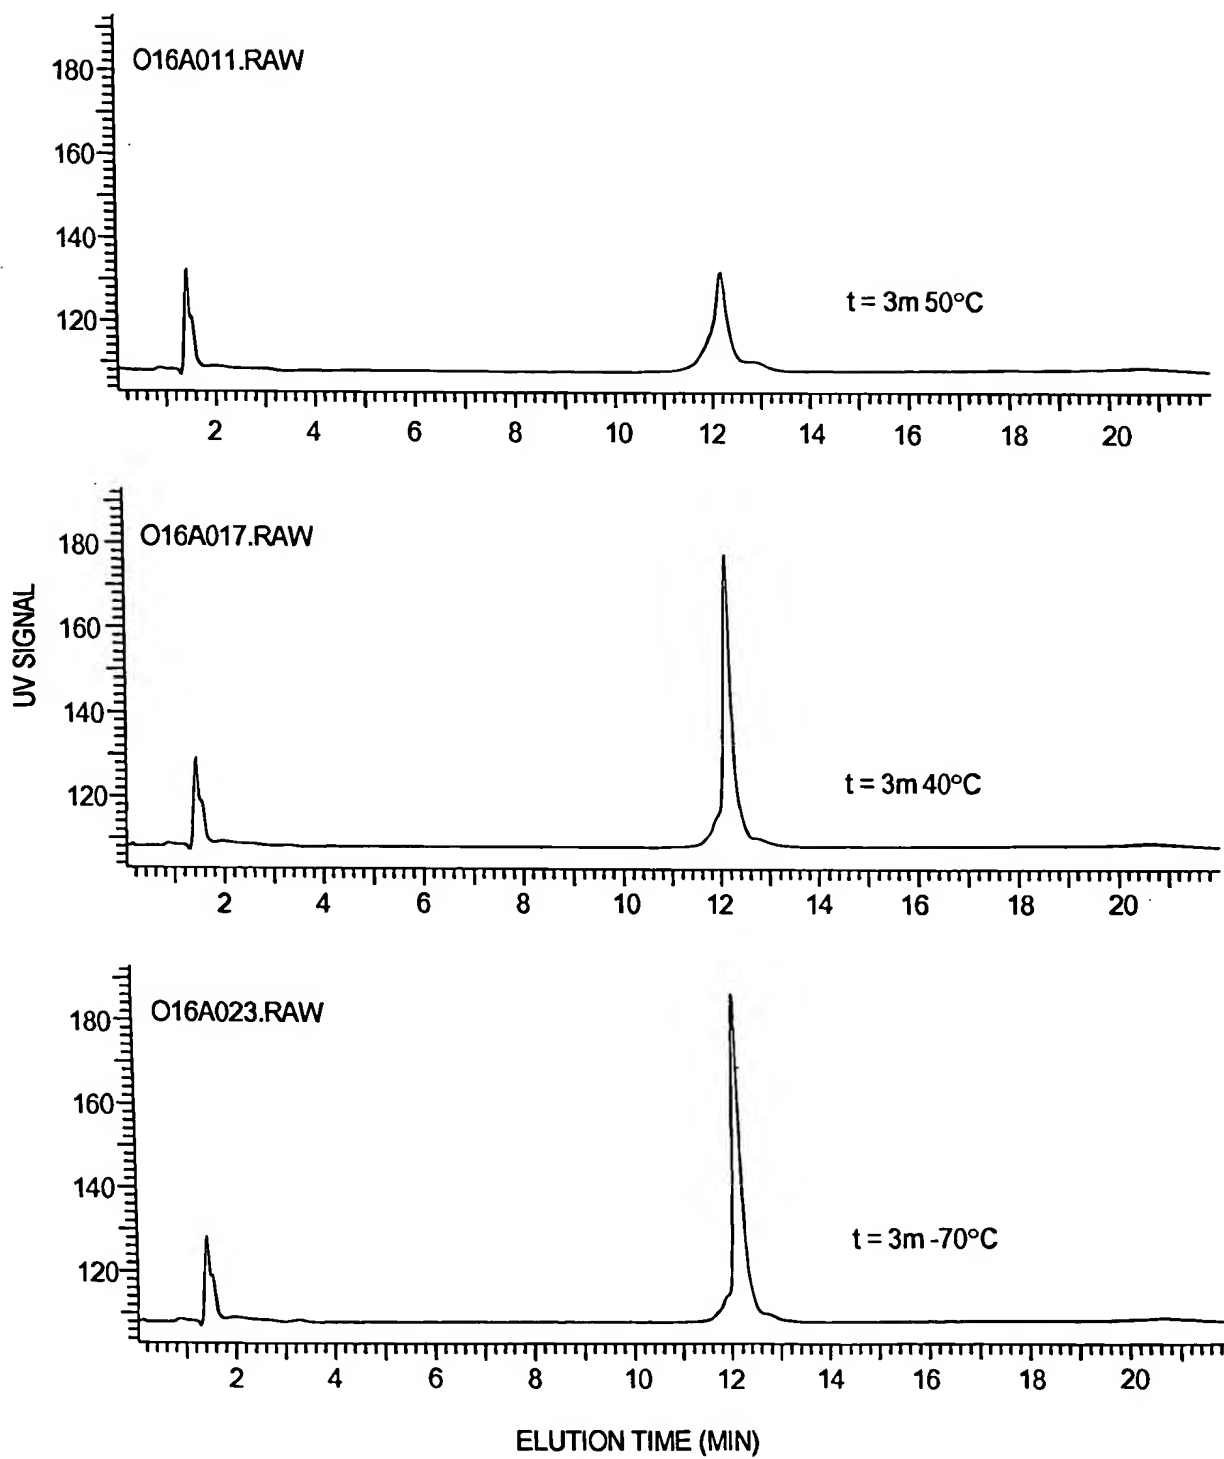 O16A011.RAW
180
160
140
120
t = 3m 50°C
2 4 6 8 10 12 14 16 18 20
O16A017.RAW
180
160
140
120
t = 3m 40°C
2 4 6 8 10 12 14 16 18 20
UV SIGNAL
O16A023.RAW
180
160
140
120
t = 3m -70°C
2 4 6 8 10 12 14 16 18 20
ELUTION TIME (MIN)